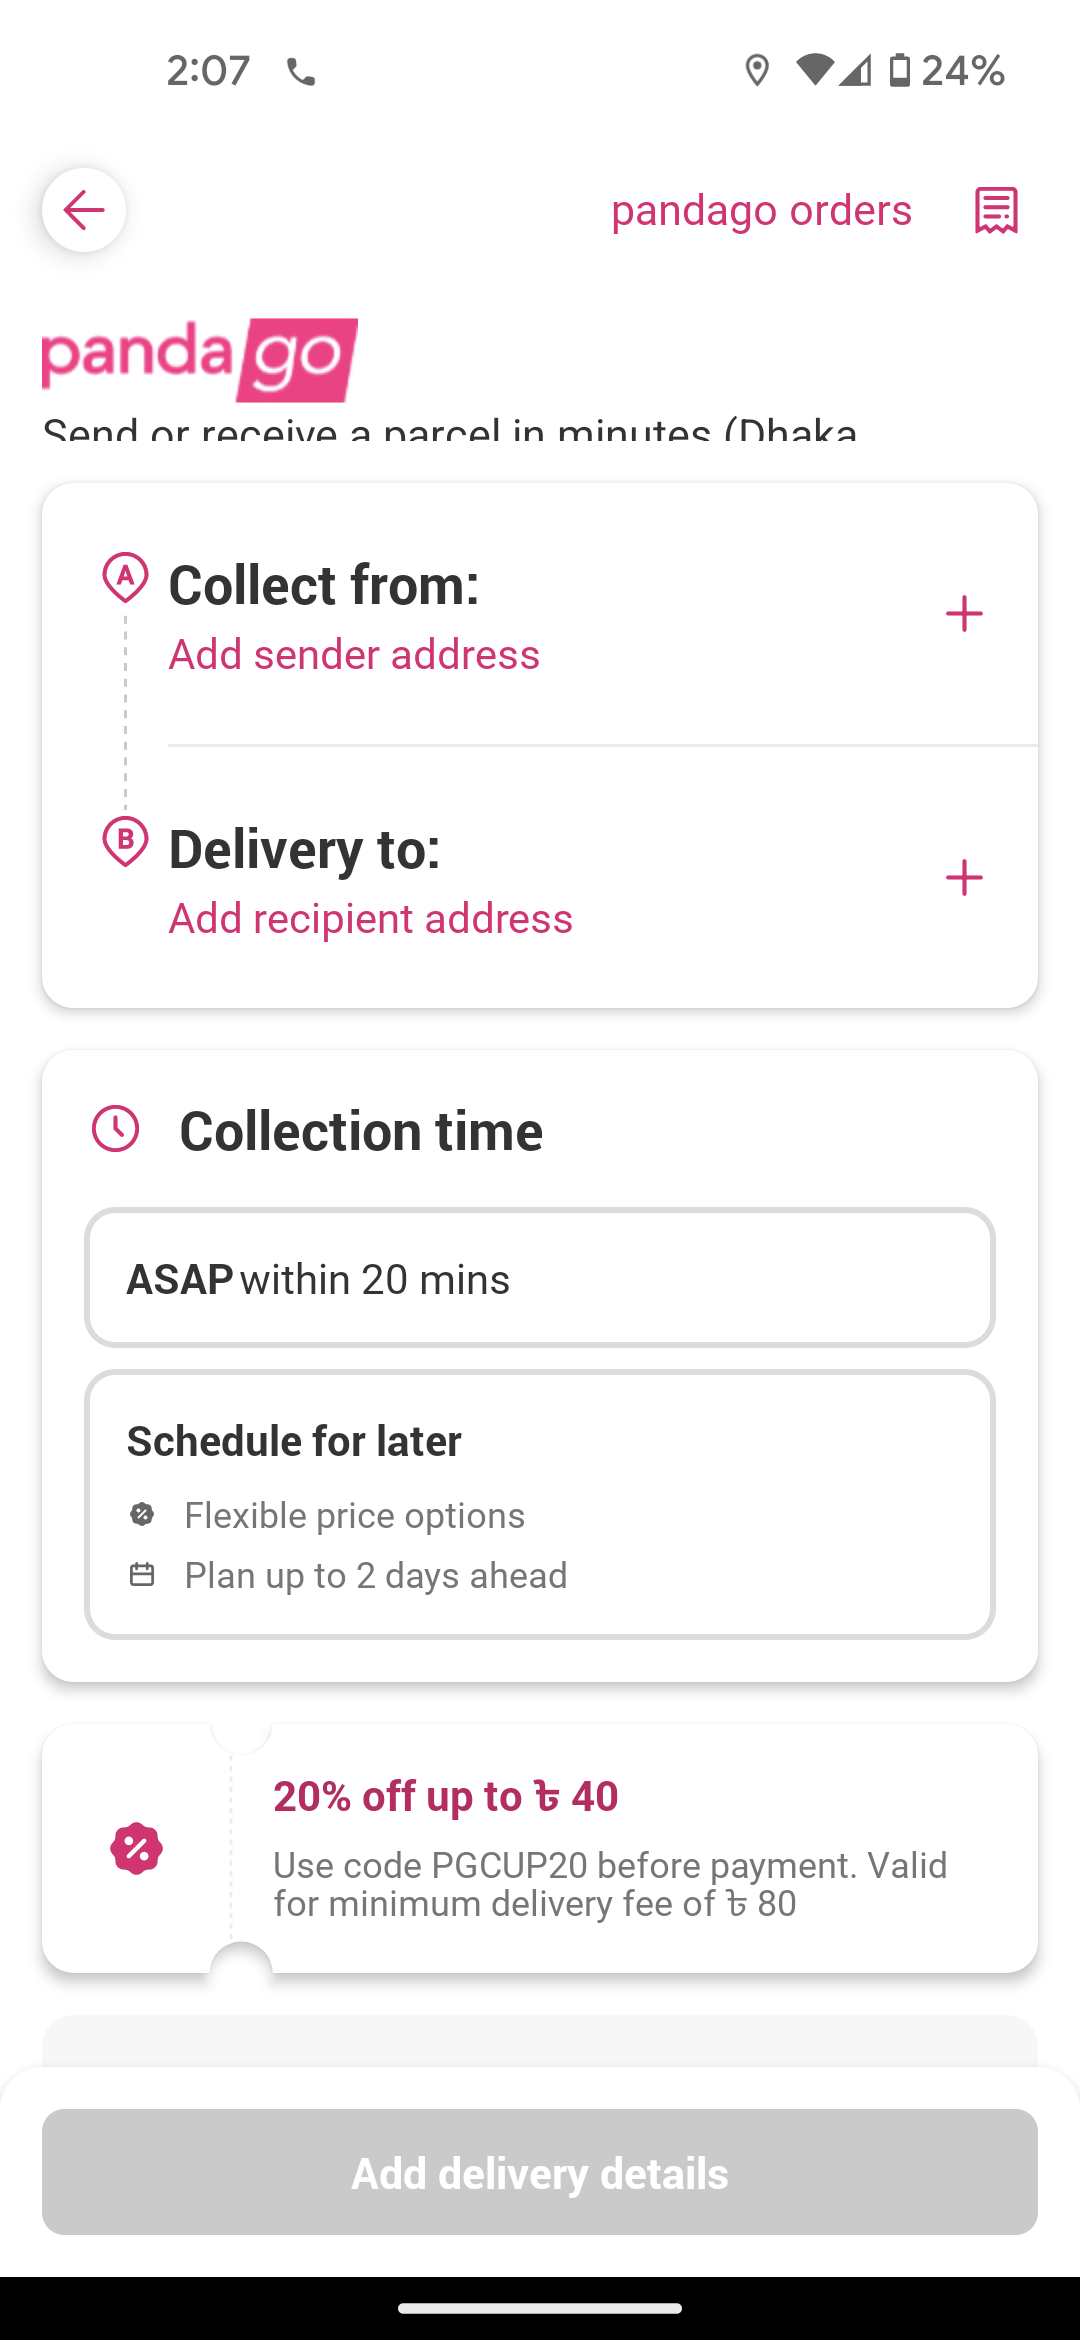 2:07
24%
pandago orders
pandago
Send or receive a parcel in minutes (Dhaka
A
Collect from:
Add sender address
B
Delivery to:
Add recipient address
Collection time
ASAP within 20 mins
Schedule for later
Flexible price options
Plan up to 2 days ahead
20% off up to ৳ 40
Use code PGCUP20 before payment. Valid
for minimum delivery fee of ৳ 80
Add delivery details